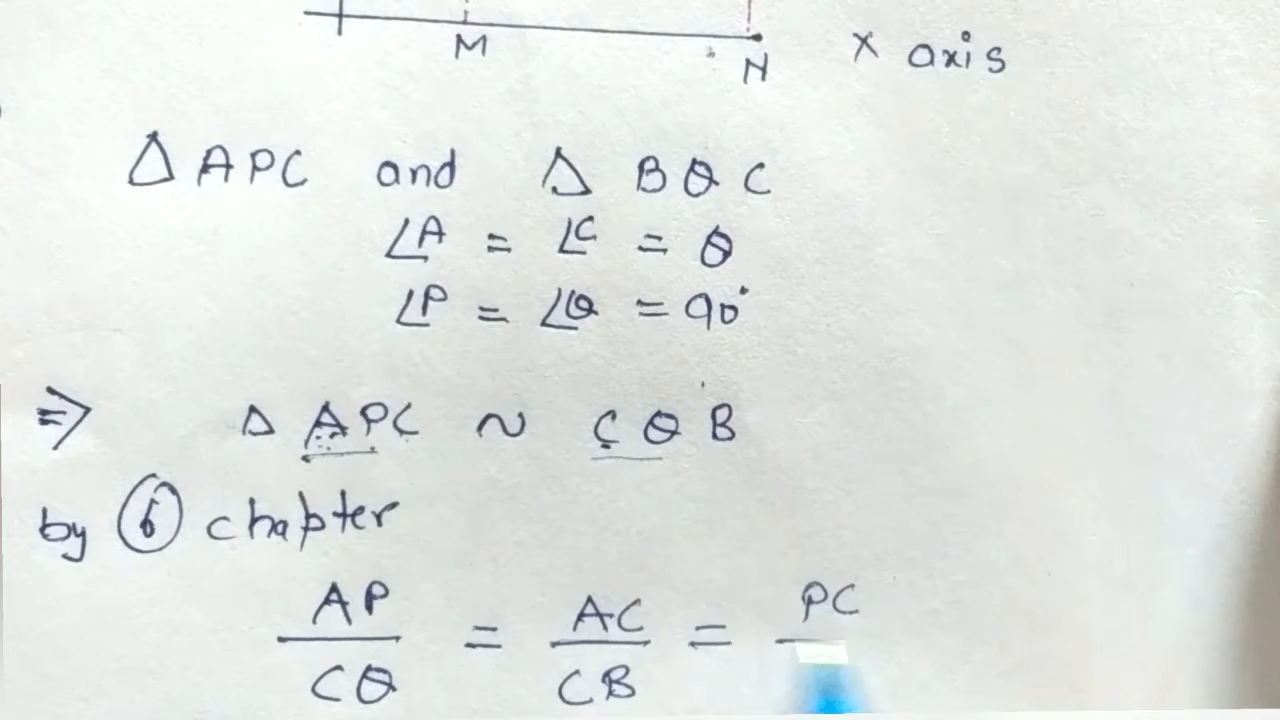 M
N
X axis
△ APC and △ BQC
∠A = ∠C = θ
∠P = ∠Q = 90°
⇒ △ APC ~ CQB
by ⑥ chapter
AP/CQ = AC/CB = PC/